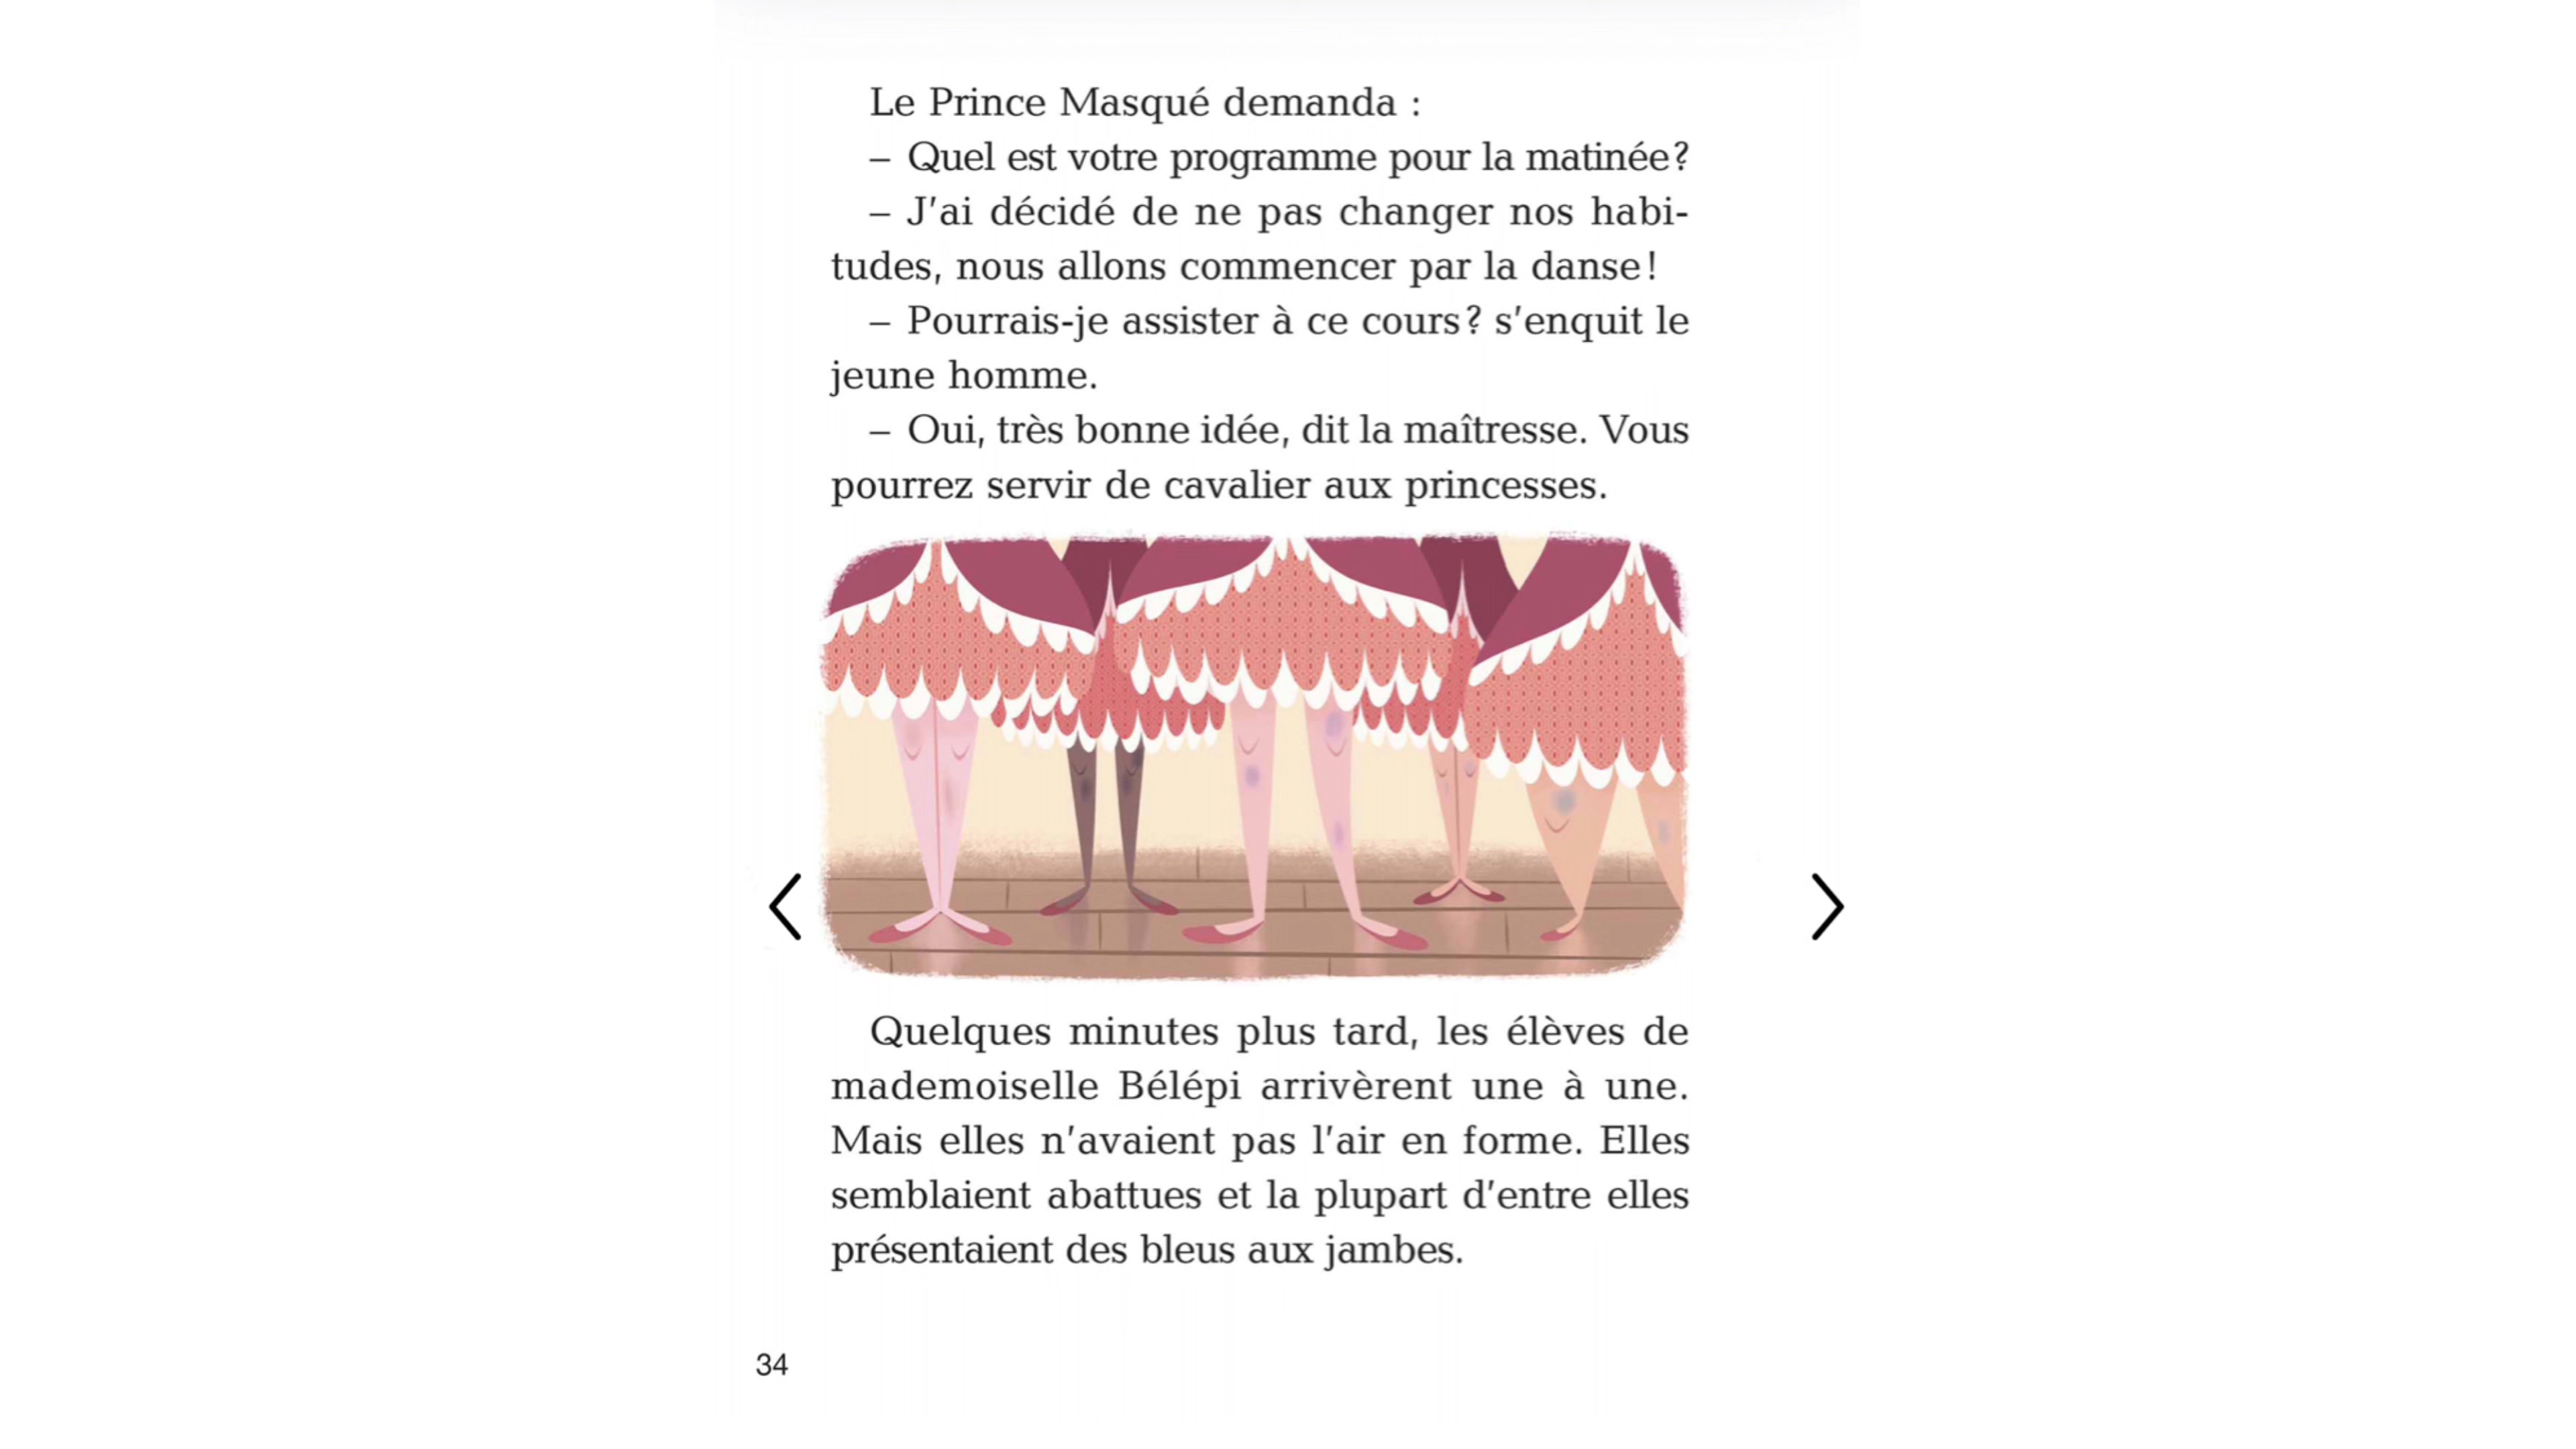 Le Prince Masqué demanda :
– Quel est votre programme pour la matinée?
– J’ai décidé de ne pas changer nos habi-
tudes, nous allons commencer par la danse!
– Pourrais-je assister à ce cours? s’enquit le
jeune homme.
– Oui, très bonne idée, dit la maîtresse. Vous
pourrez servir de cavalier aux princesses.
Quelques minutes plus tard, les élèves de
mademoiselle Bélépi arrivèrent une à une.
Mais elles n’avaient pas l’air en forme. Elles
semblaient abattues et la plupart d’entre elles
présentaient des bleus aux jambes.
34